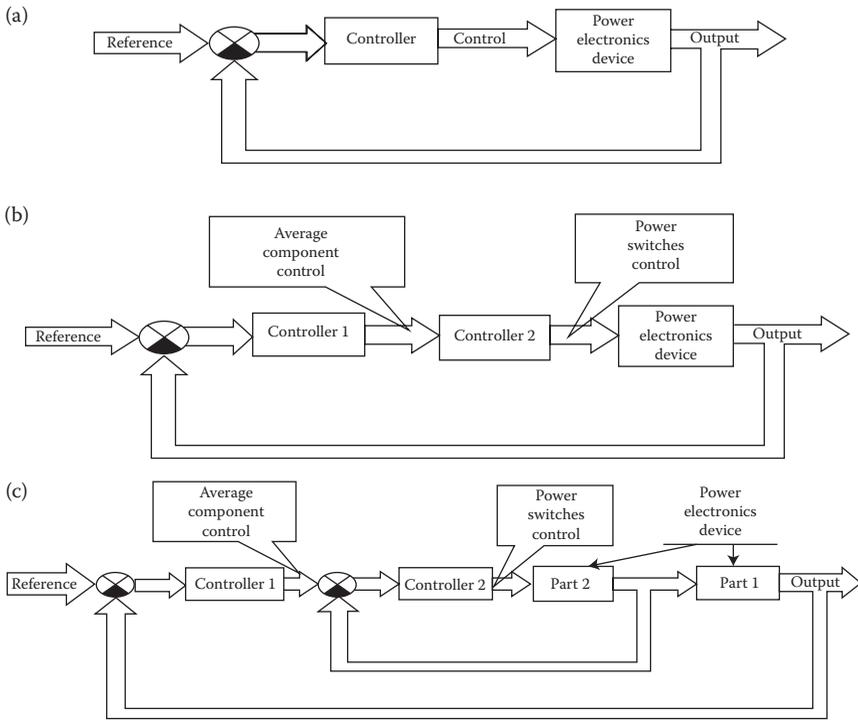 (a)
Reference
Controller
Control
Power
electronics
device
Output
(b)
Average
component
control
Power
switches
control
Reference
Controller 1
Controller 2
Power
electronics
device
Output
(c)
Average
component
control
Power
switches
control
Power
electronics
device
Reference
Controller 1
Controller 2
Part 2
Part 1
Output